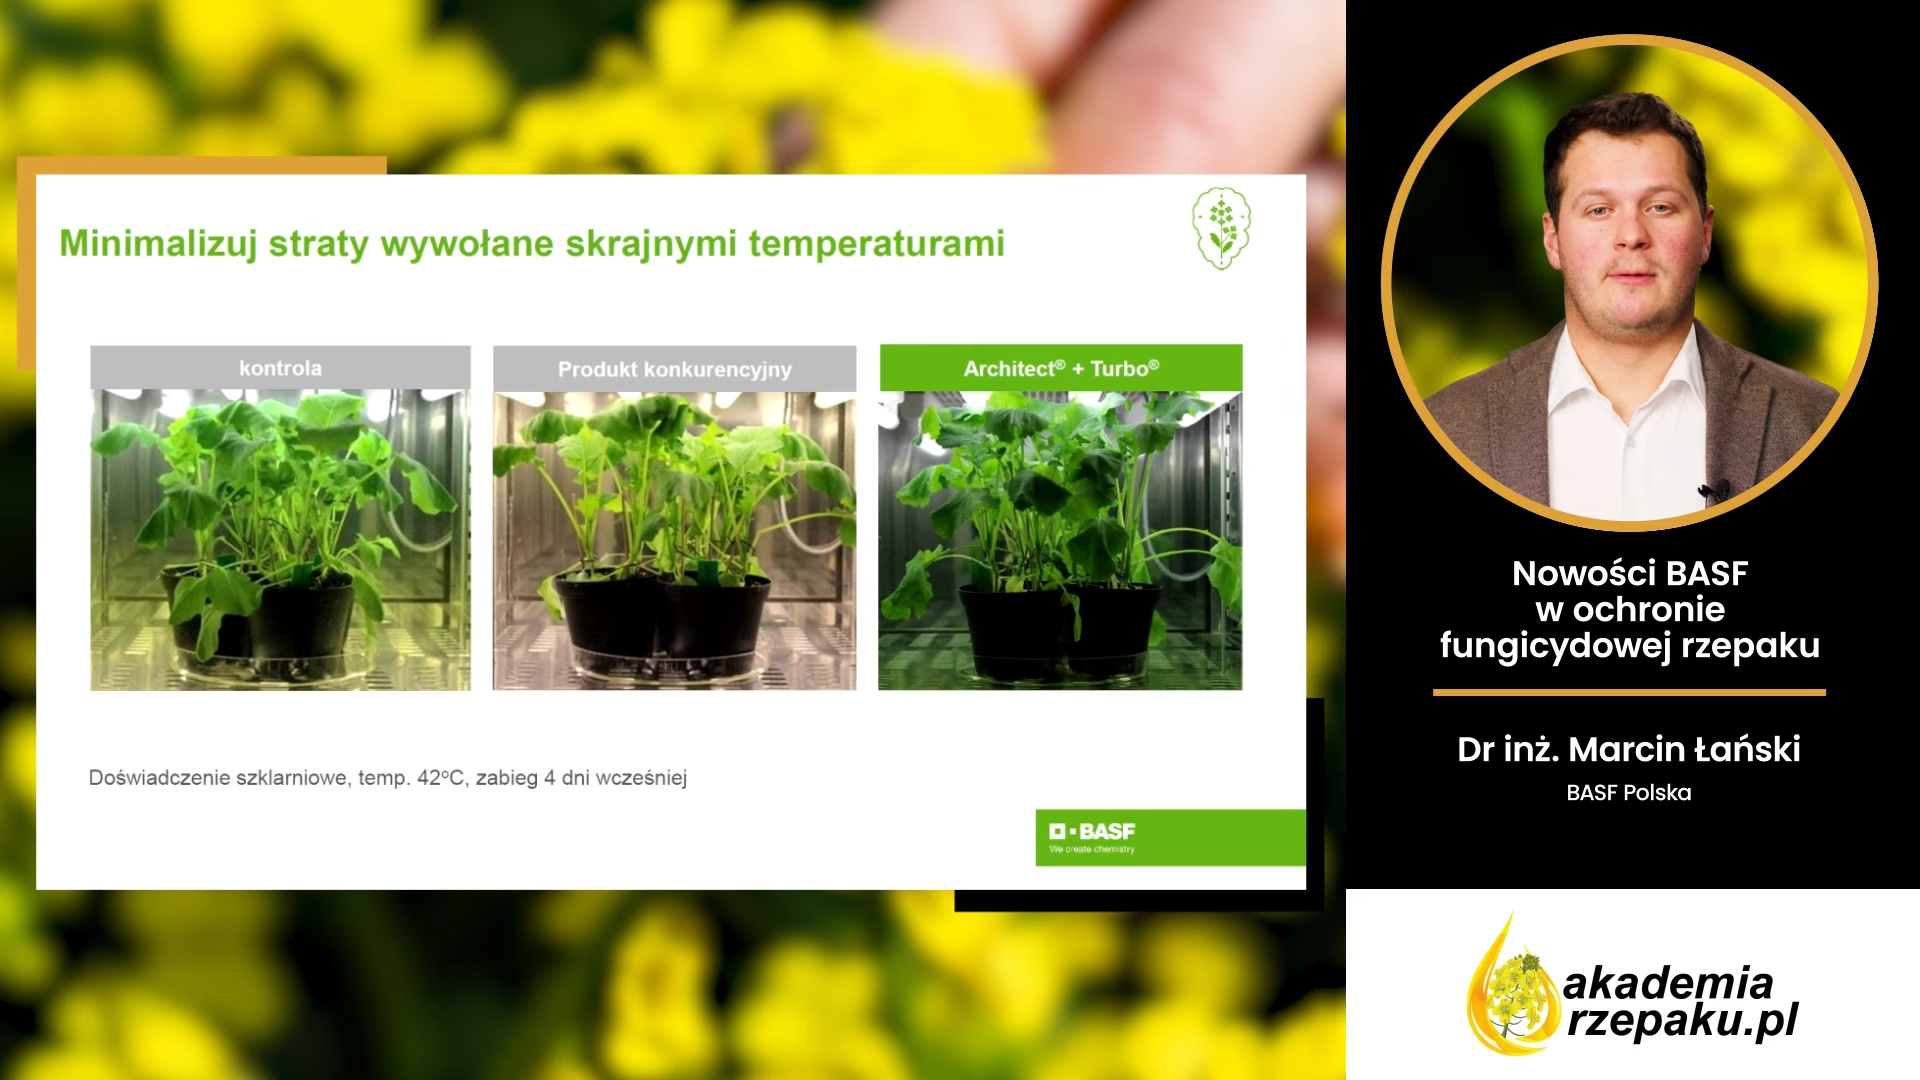 Minimalizuj straty wywołane skrajnymi temperaturami
kontrola
Produkt konkurencyjny
Architect® + Turbo®
Doświadczenie szklarniowe, temp. 42°C, zabieg 4 dni wcześniej
BASF
We create chemistry
Nowości BASF
w ochronie
fungicydowej rzepaku
Dr inż. Marcin Łański
BASF Polska
akademia
rzepaku.pl